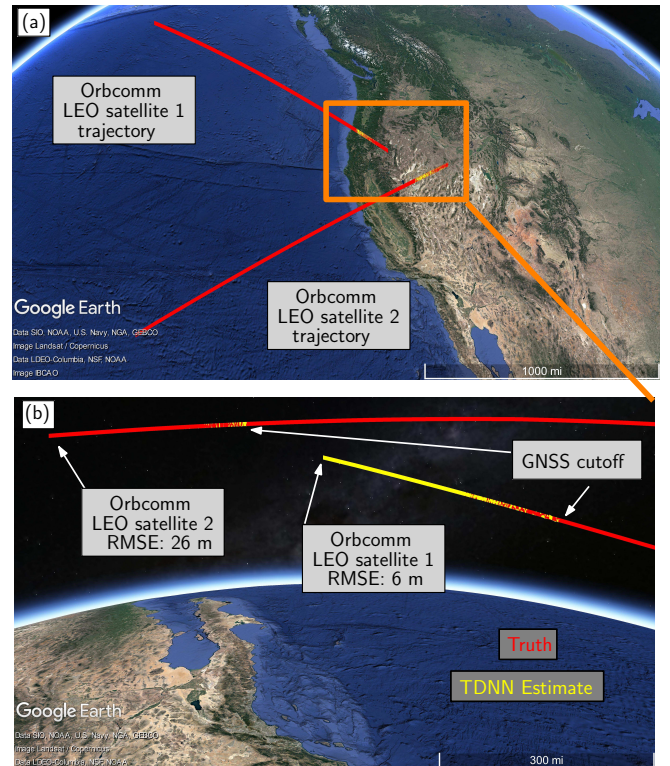 (a)
Orbcomm
LEO satellite 1
trajectory
Orbcomm
LEO satellite 2
trajectory
Google Earth
Data SIO, NOAA, U.S. Navy, NGA, GEBCO
Image Landsat / Copernicus
Data LDEO-Columbia, NSF, NOAA
Image IBCAO
1000 mi
(b)
GNSS cutoff
Orbcomm
LEO satellite 2
RMSE: 26 m
Orbcomm
LEO satellite 1
RMSE: 6 m
Truth
TDNN Estimate
Google Earth
Data SIO, NOAA, U.S. Navy, NGA, GEBCO
Image Landsat / Copernicus
Data LDEO-Columbia, NSF, NOAA
300 mi